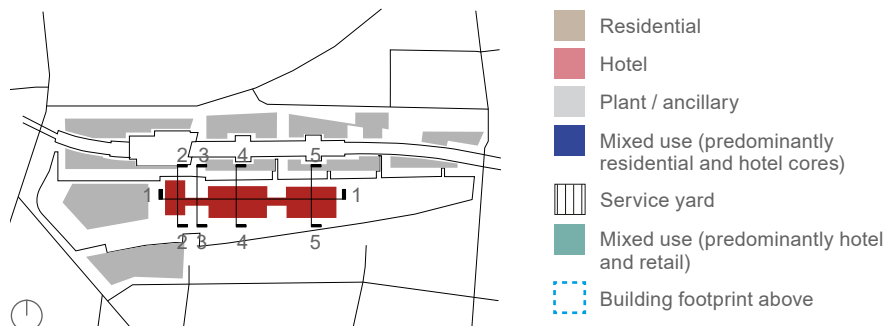 2 3 4 5
1 1
2 3 4 5
Residential
Hotel
Plant / ancillary
Mixed use (predominantly
residential and hotel cores)
Service yard
Mixed use (predominantly hotel
and retail)
Building footprint above